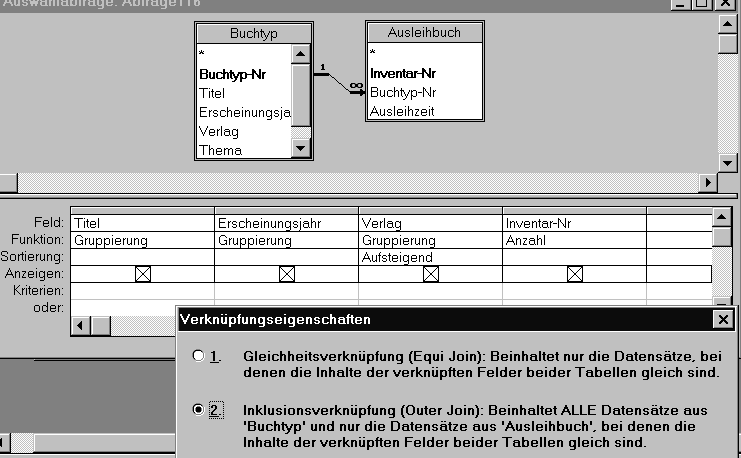 Auswahlabfrage: Abfrage116
Buchtyp
*
Buchtyp-Nr
Titel
Erscheinungsja
Verlag
Thema
1
∞
Ausleihbuch
*
Inventar-Nr
Buchtyp-Nr
Ausleihzeit
Feld: Titel Erscheinungsjahr Verlag Inventar-Nr
Funktion: Gruppierung Gruppierung Gruppierung Anzahl
Sortierung: Aufsteigend
Anzeigen:
Kriterien:
oder:
Verknüpfungseigenschaften
1. Gleichheitsverknüpfung (Equi Join): Beinhaltet nur die Datensätze, bei
denen die Inhalte der verknüpften Felder beider Tabellen gleich sind.
2. Inklusionsverknüpfung (Outer Join): Beinhaltet ALLE Datensätze aus
'Buchtyp' und nur die Datensätze aus 'Ausleihbuch', bei denen die
Inhalte der verknüpften Felder beider Tabellen gleich sind.